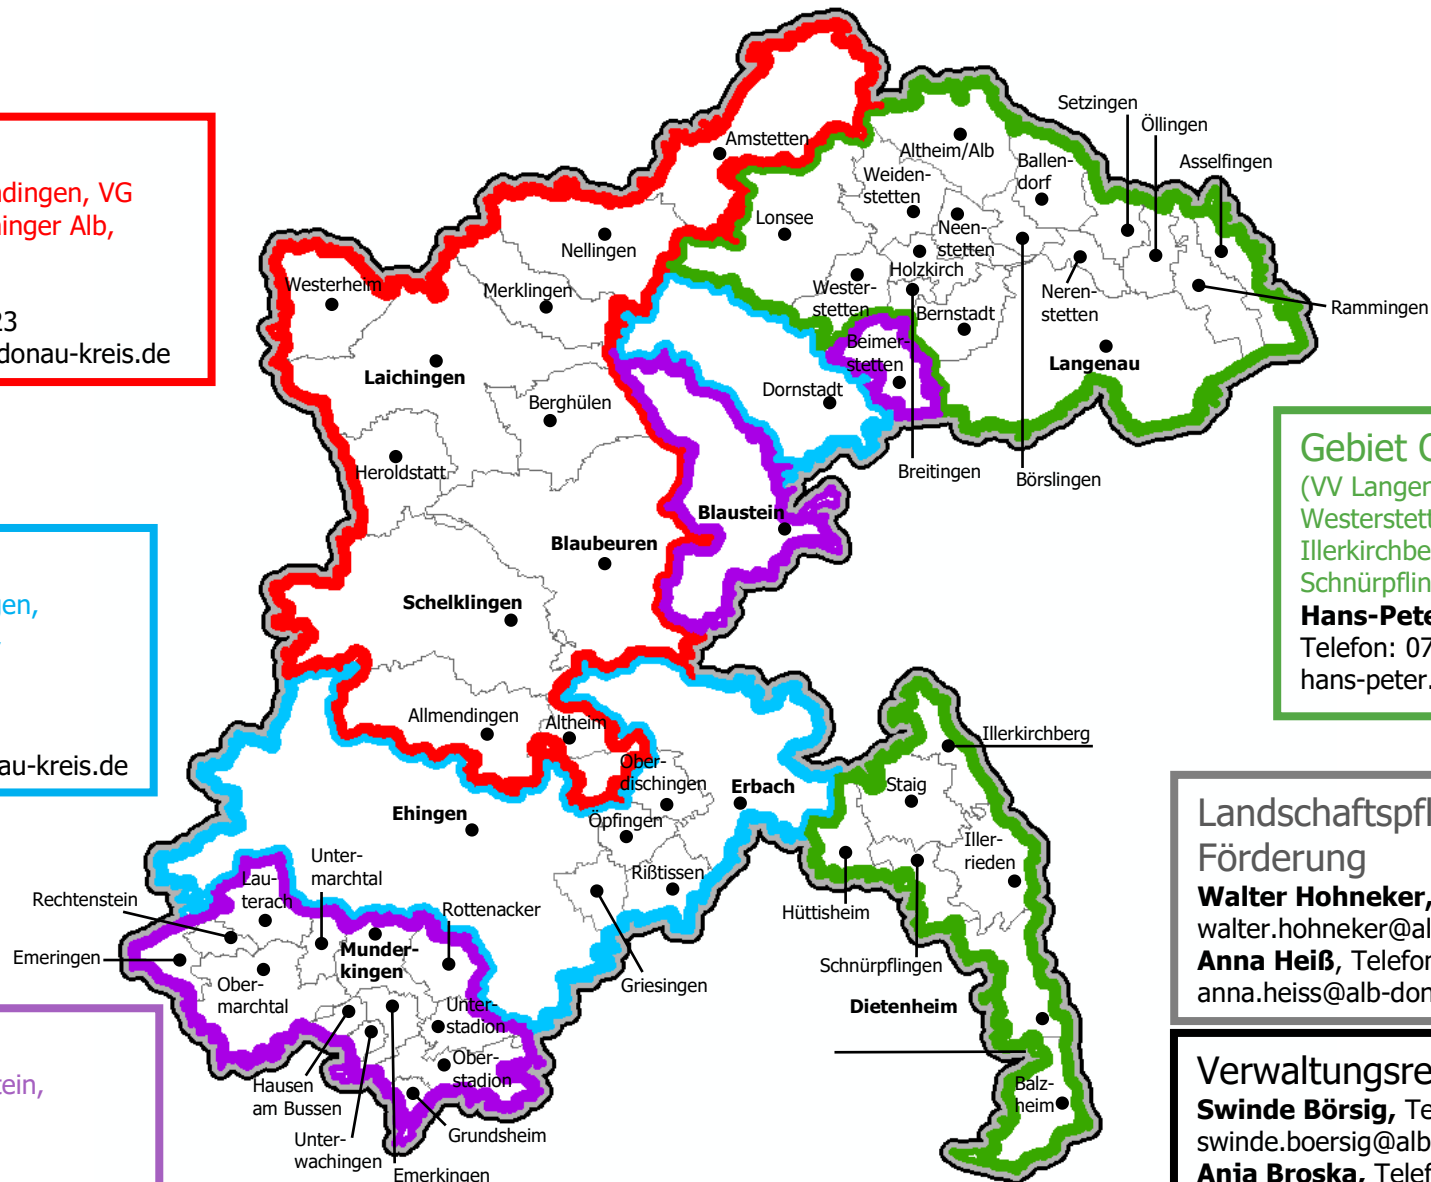 dingen, VG
inger Alb,
23
donau-kreis.de
gen,
au-kreis.de
tein,
Amstetten
Nellingen
Westerheim
Merklingen
Laichingen
Berghülen
Heroldstatt
Blaubeuren
Schelklingen
Allmendingen
Altheim
Setzingen
Öllingen
Asselfingen
Altheim/Alb
Ballen-
dorf
Weiden-
stetten
Lonsee
Neen-
stetten
Holzkirch
Wester-
stetten
Bernstadt
Neren-
stetten
Rammingen
Langenau
Beimer-
stetten
Dornstadt
Breitingen
Börslingen
Blaustein
Ober-
dischingen
Erbach
Öpfingen
Ehingen
Rißtissen
Griesingen
Unter-
marchtal
Lau-
terach
Rechtenstein
Rottenacker
Emeringen
Munder-
kingen
Ober-
marchtal
Unter-
stadion
Ober-
stadion
Hausen
am Bussen
Unter-
wachingen
Grundsheim
Emerkingen
Illerkirchberg
Staig
Iller-
rieden
Hüttisheim
Schnürpflingen
Dietenheim
Balz-
heim
Gebiet
(VV Langen
Westerstett
Illerkirchbe
Schnürpflin
Hans-Pete
Telefon: 07
hans-peter.
Landschaftspfl
Förderung
Walter Hohneker,
walter.hohneker@al
Anna Heiß, Telefon
anna.heiss@alb-don
Verwaltungsre
Swinde Börsig, Te
swinde.boersig@alb
Anja Broska, Telef